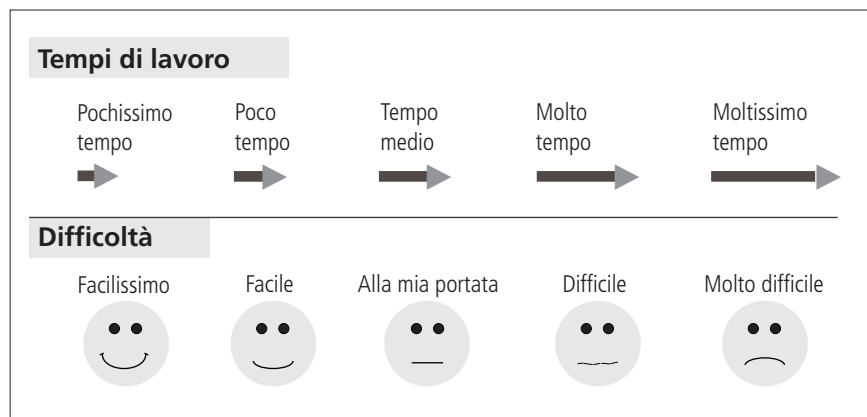 Tempi di lavoro
Pochissimo tempo
Poco tempo
Tempo medio
Molto tempo
Moltissimo tempo
Difficoltà
Facilissimo
Facile
Alla mia portata
Difficile
Molto difficile